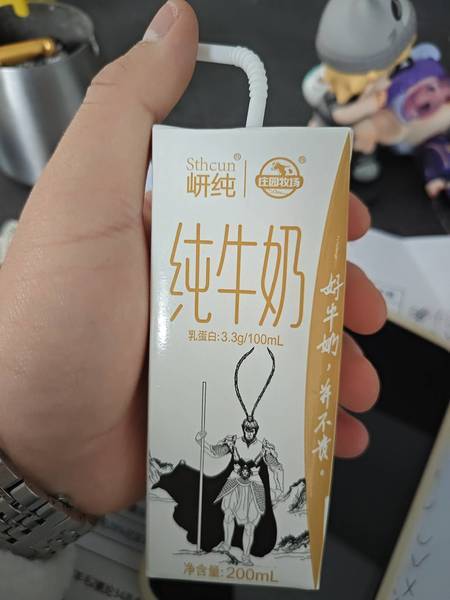 Sthcun®
屽纯
庄园牧场®
纯牛奶
乳蛋白:3.3g/100mL
好牛奶,并不贵。
净含量:200mL